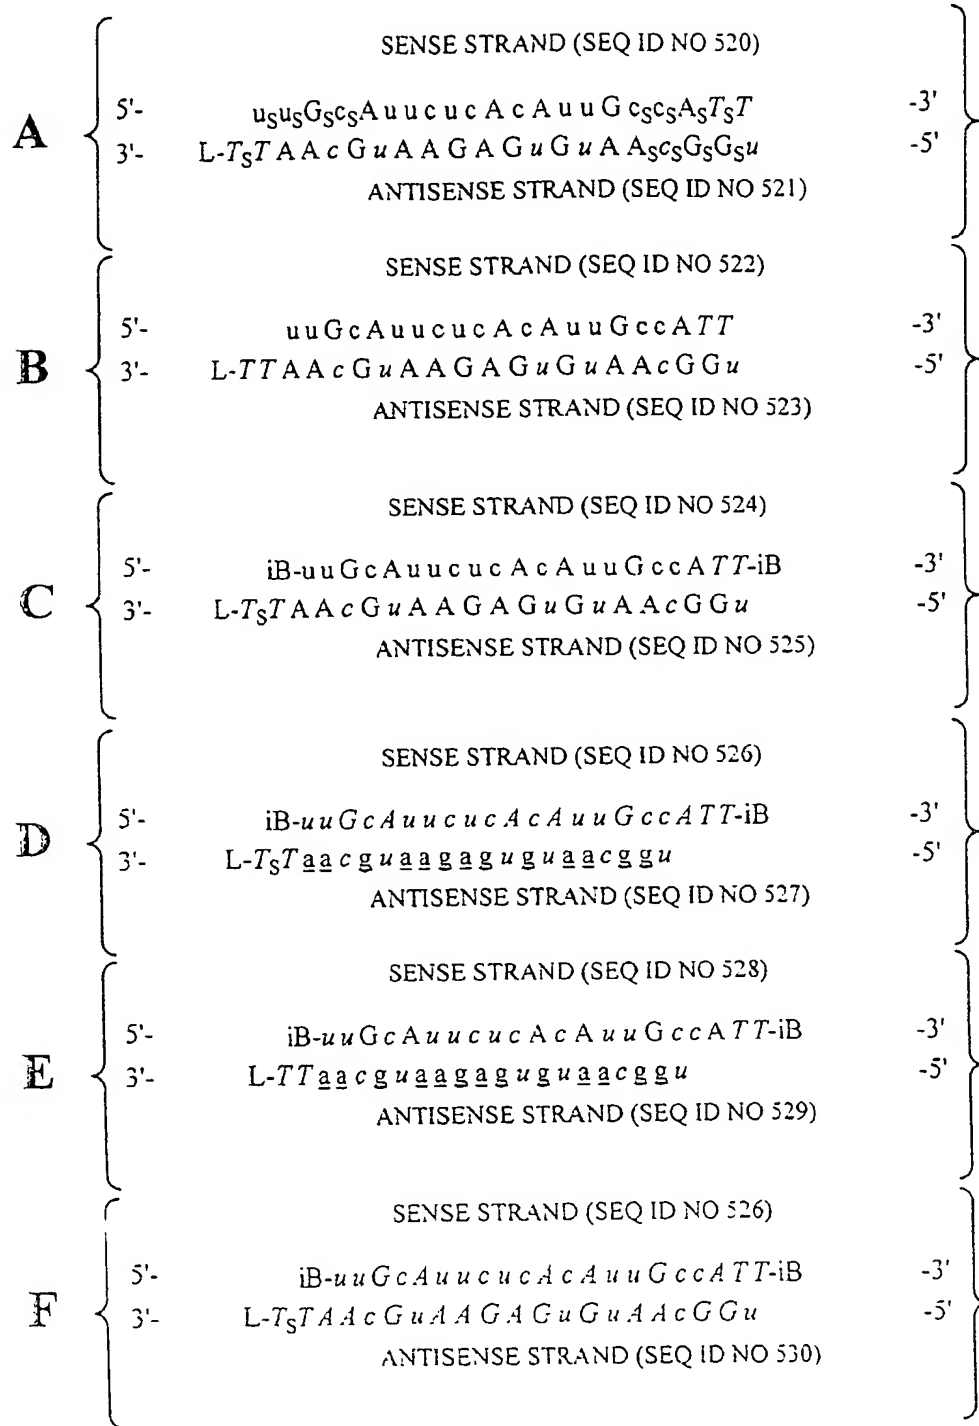 SENSE STRAND (SEQ ID NO 520)
A 5'- usুusGscsAuucucAcAuuGcscsAsTsT -3'
3'- L-TsTAAcGuAAGAGuGuAAscsGsGsu -5'
ANTISENSE STRAND (SEQ ID NO 521)
SENSE STRAND (SEQ ID NO 522)
B 5'- uuGcAuucucAcAuuGccATT -3'
3'- L-TTAAcGuAAGAGuGuAAcGGu -5'
ANTISENSE STRAND (SEQ ID NO 523)
SENSE STRAND (SEQ ID NO 524)
C 5'- iB-uuGcAuucucAcAuuGccATT-iB -3'
3'- L-TsTAAcGuAAGAGuGuAAcGGu -5'
ANTISENSE STRAND (SEQ ID NO 525)
SENSE STRAND (SEQ ID NO 526)
D 5'- iB-uuGcAuucucAcAuuGccATT-iB -3'
3'- L-TsTaacguaagaguguaacggu -5'
ANTISENSE STRAND (SEQ ID NO 527)
SENSE STRAND (SEQ ID NO 528)
E 5'- iB-uuGcAuucucAcAuuGccATT-iB -3'
3'- L-TTaacguaagaguguaacggu -5'
ANTISENSE STRAND (SEQ ID NO 529)
SENSE STRAND (SEQ ID NO 526)
F 5'- iB-uuGcAuucucAcAuuGccATT-iB -3'
3'- L-TsTAAcGuAAGAGuGuAAcGGu -5'
ANTISENSE STRAND (SEQ ID NO 530)